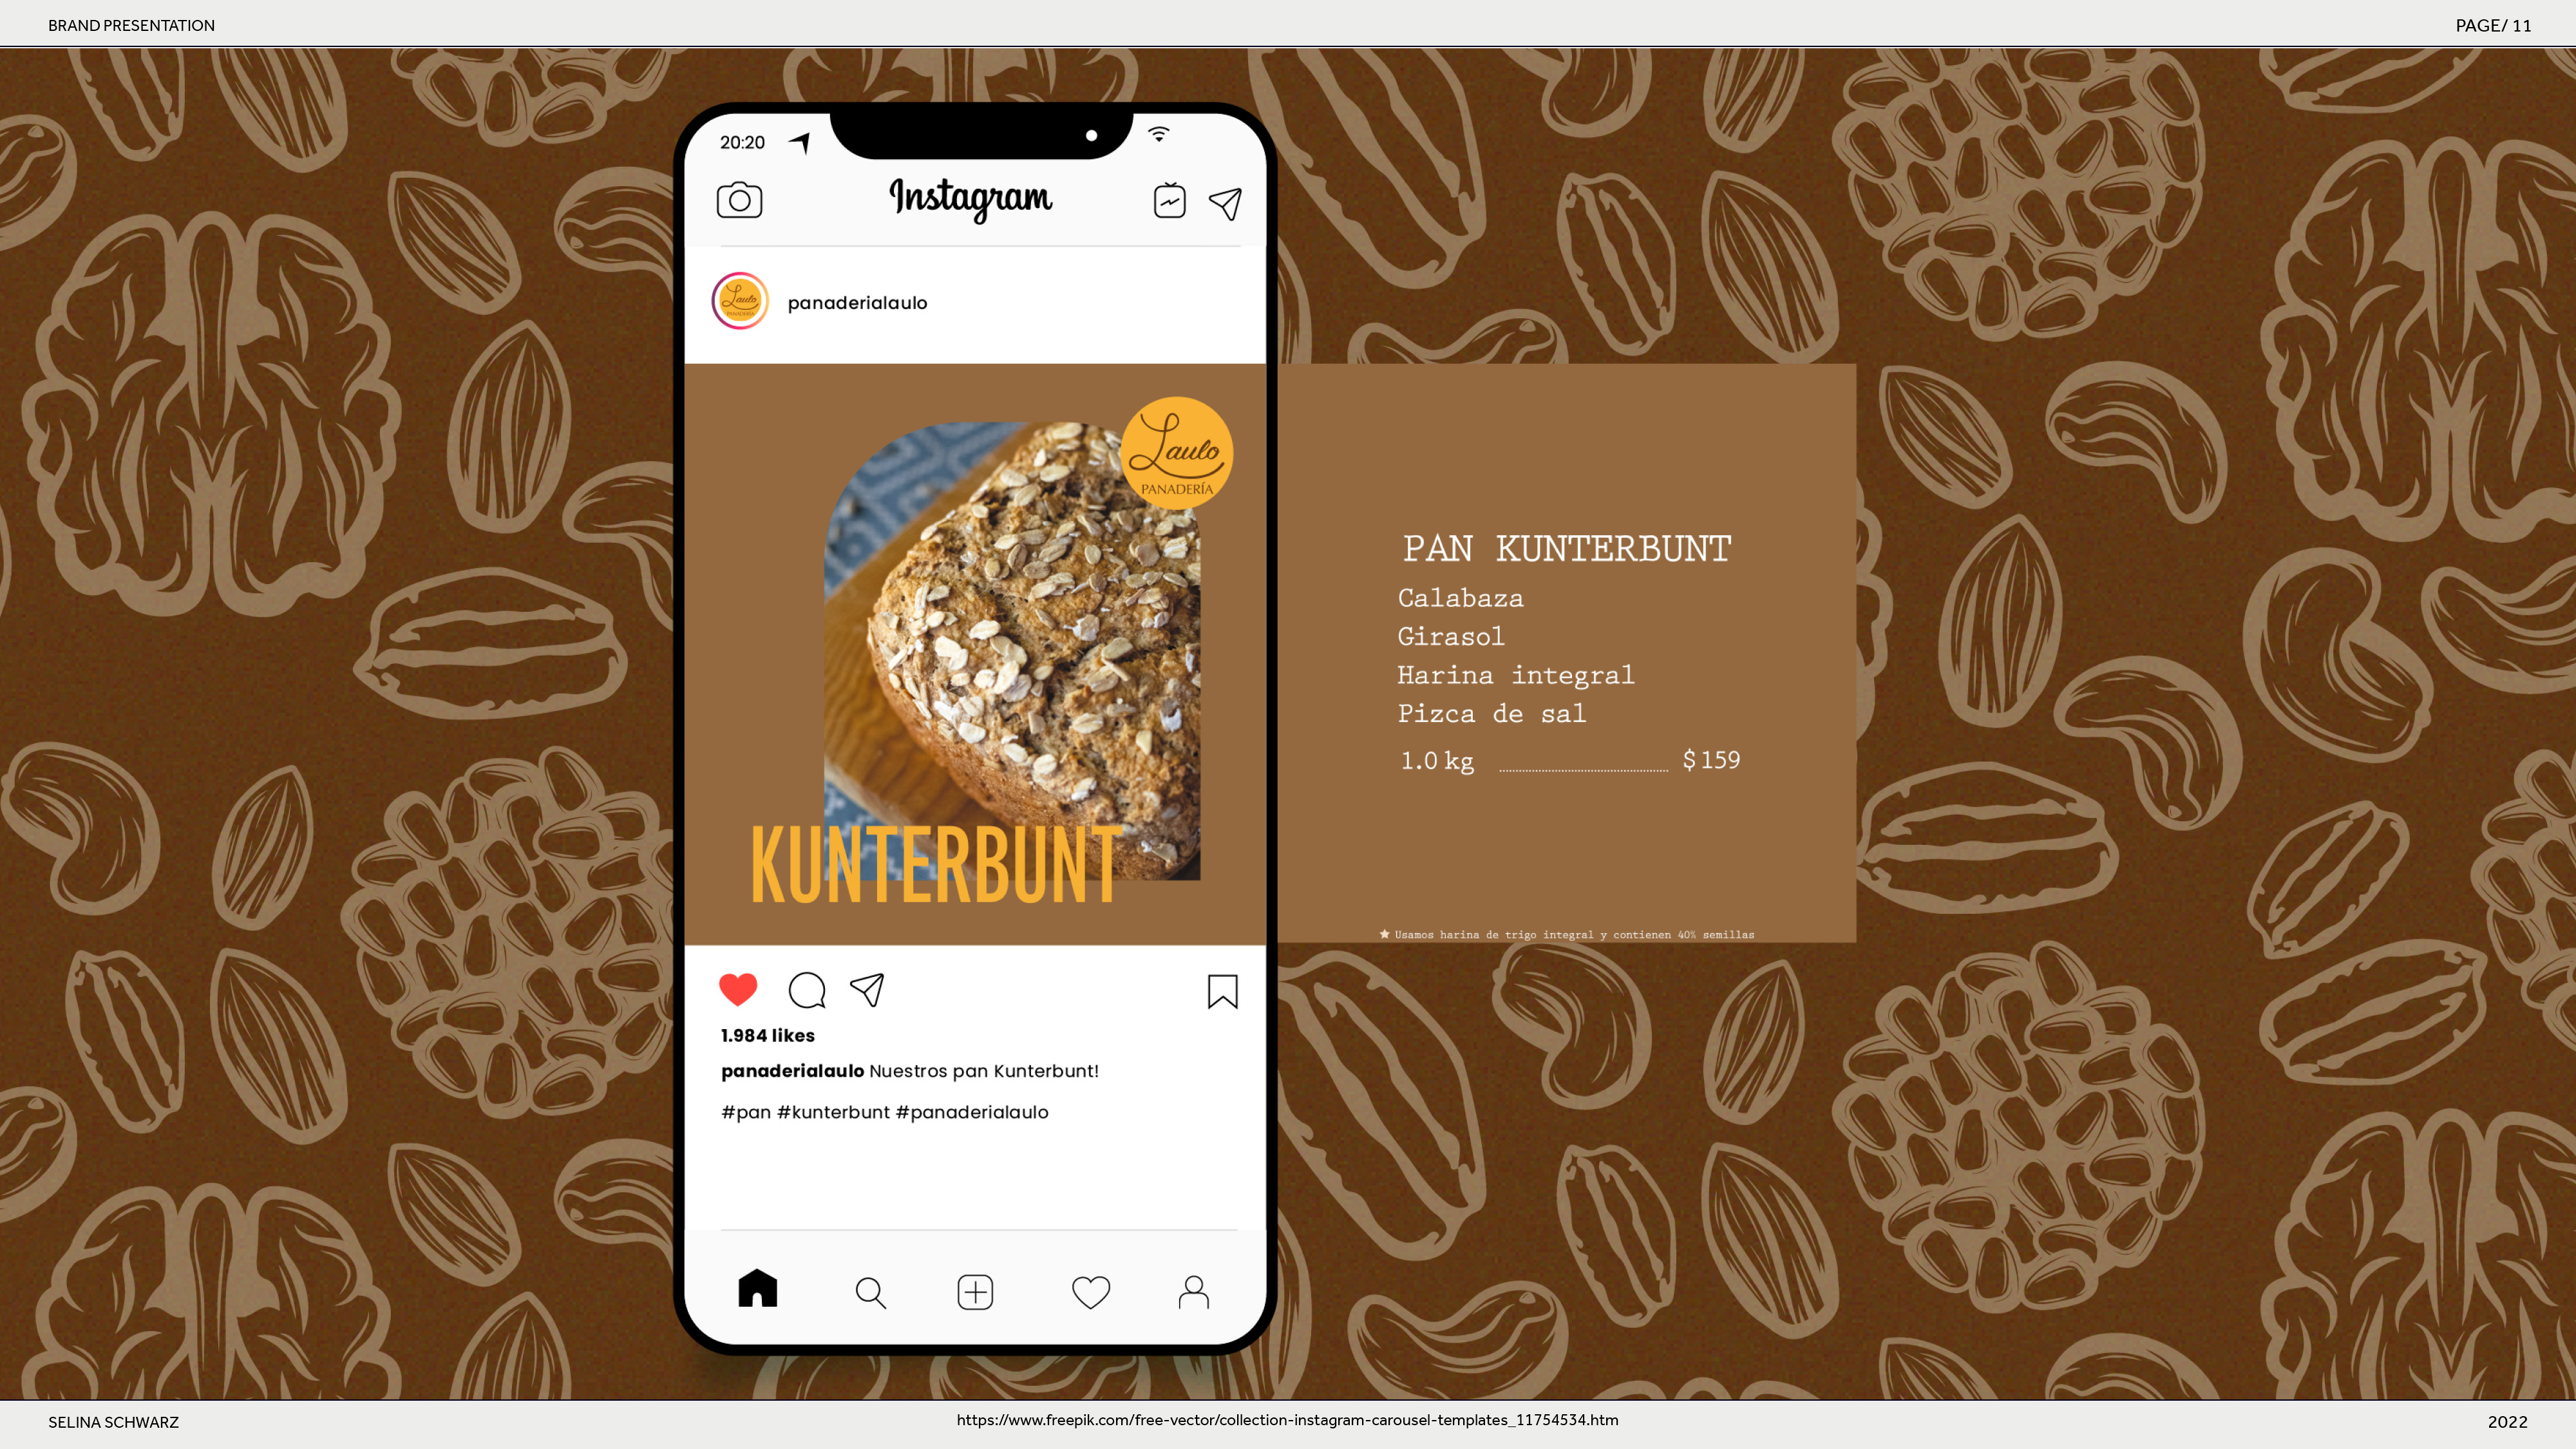 BRAND PRESENTATION
PAGE/ 11
20:20
Instagram
Laulo
PANADERÍA
panaderialaulo
Laulo
PANADERÍA
KUNTERBUNT
PAN KUNTERBUNT
Calabaza
Girasol
Harina integral
Pizca de sal
1.0 kg ........................ $ 159
★ Usamos harina de trigo integral y contienen 40% semillas
1.984 likes
panaderialaulo Nuestros pan Kunterbunt!
#pan #kunterbunt #panaderialaulo
SELINA SCHWARZ
https://www.freepik.com/free-vector/collection-instagram-carousel-templates_11754534.htm
2022